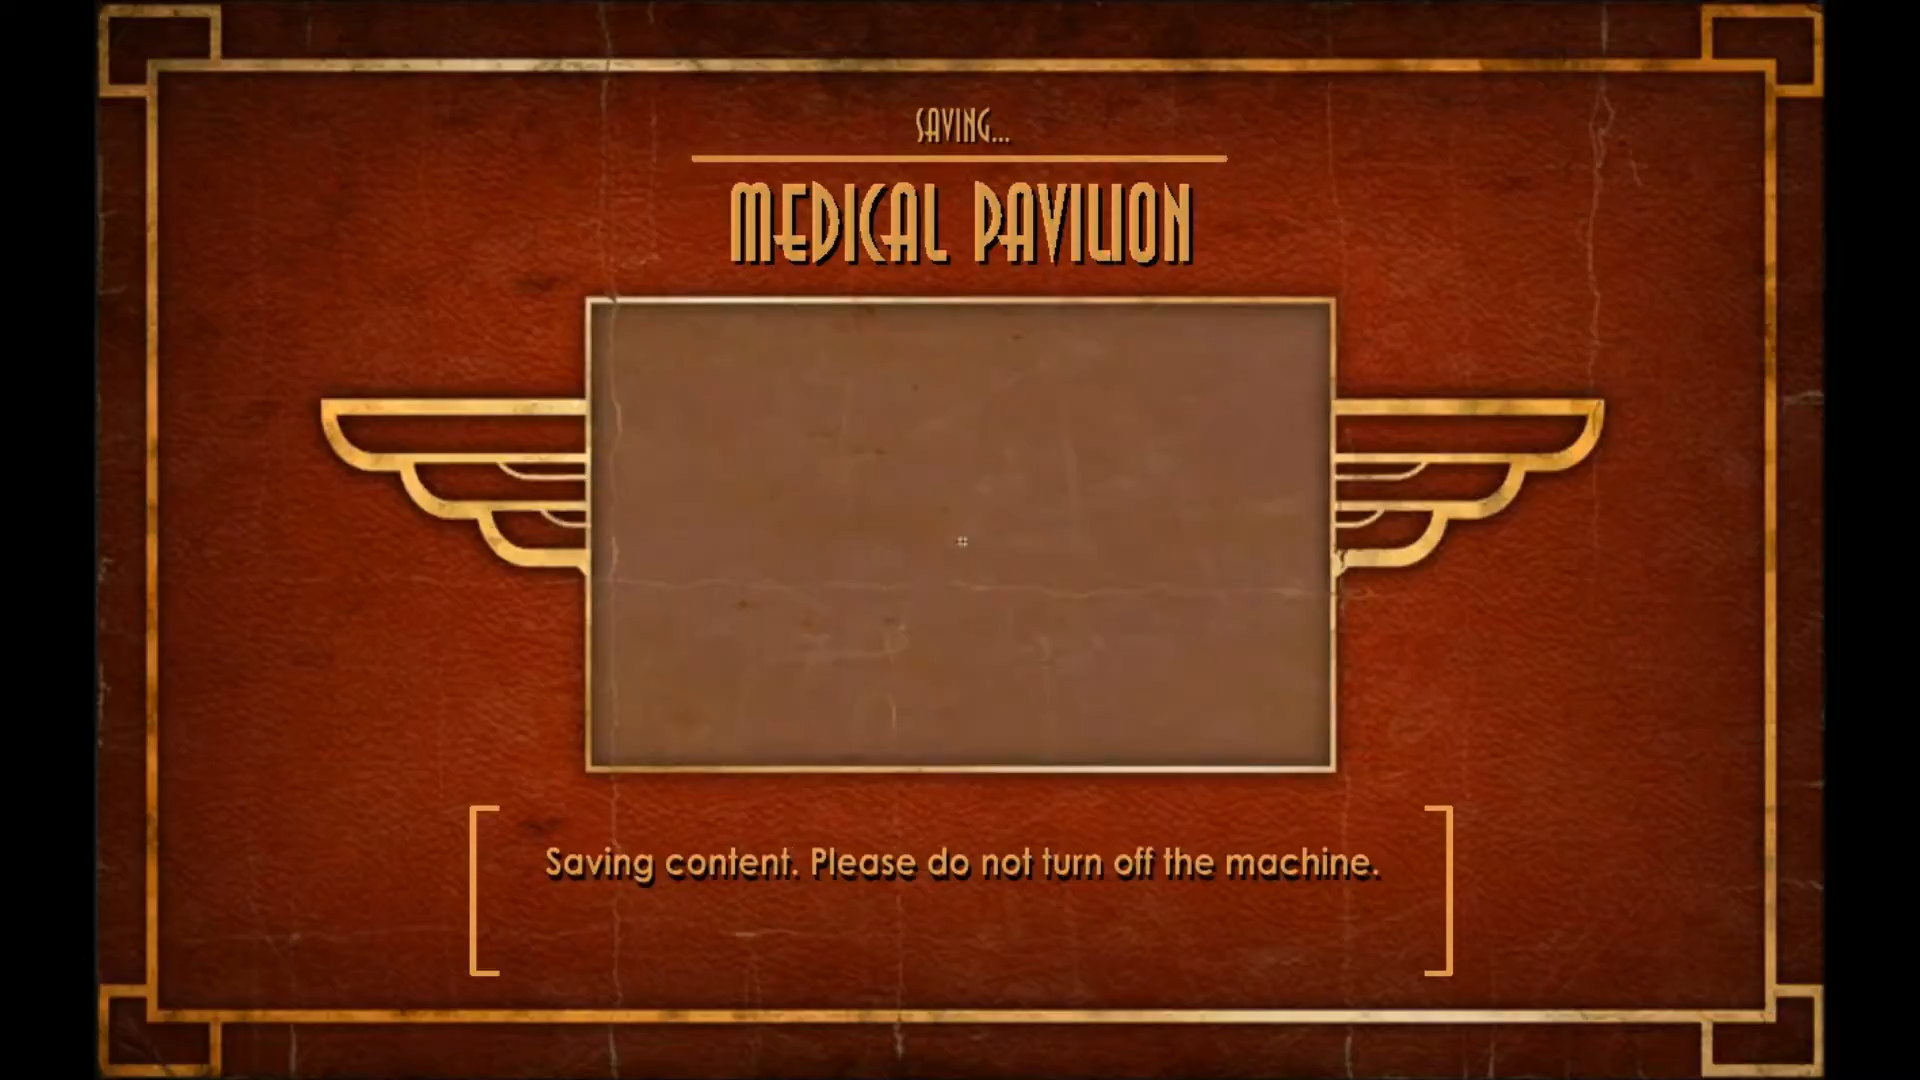 SAVING...
MEDICAL PAVILION
Saving content. Please do not turn off the machine.